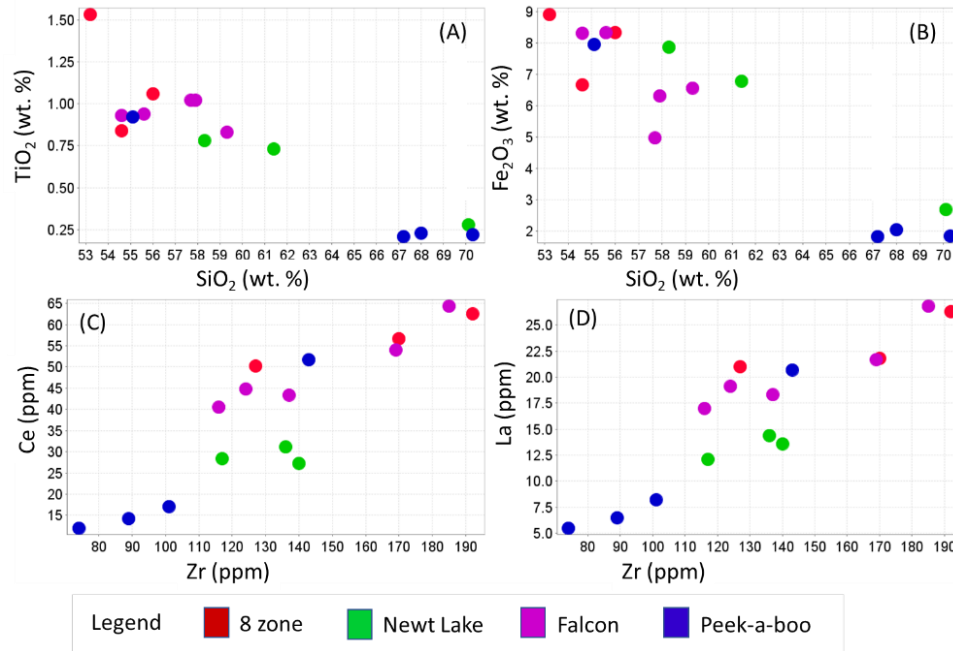 (A)
TiO2 (wt. %)
1.50
1.25
1.00
0.75
0.50
0.25
53 54 55 56 57 58 59 60 61 62 63 64 65 66 67 68 69 70
SiO2 (wt. %)
(B)
Fe2O3 (wt. %)
9
8
7
6
5
4
3
2
53 54 55 56 57 58 59 60 61 62 63 64 65 66 67 68 69 70
SiO2 (wt. %)
(C)
Ce (ppm)
65
60
55
50
45
40
35
30
25
20
15
80 90 100 110 120 130 140 150 160 170 180 190
Zr (ppm)
(D)
La (ppm)
25.0
22.5
20.0
17.5
15.0
12.5
10.0
7.5
5.0
80 90 100 110 120 130 140 150 160 170 180 190
Zr (ppm)
Legend 8 zone Newt Lake Falcon Peek-a-boo